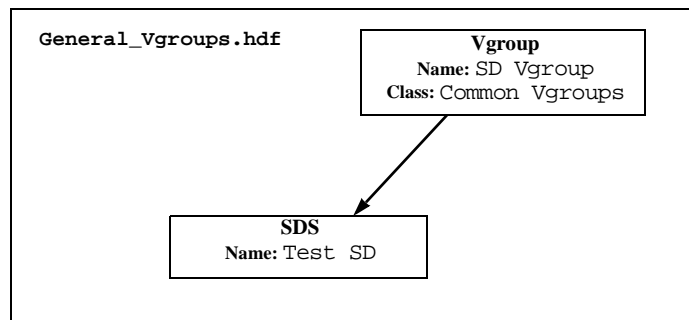 General_Vgroups.hdf
Vgroup
Name: SD Vgroup
Class: Common Vgroups
SDS
Name: Test SD